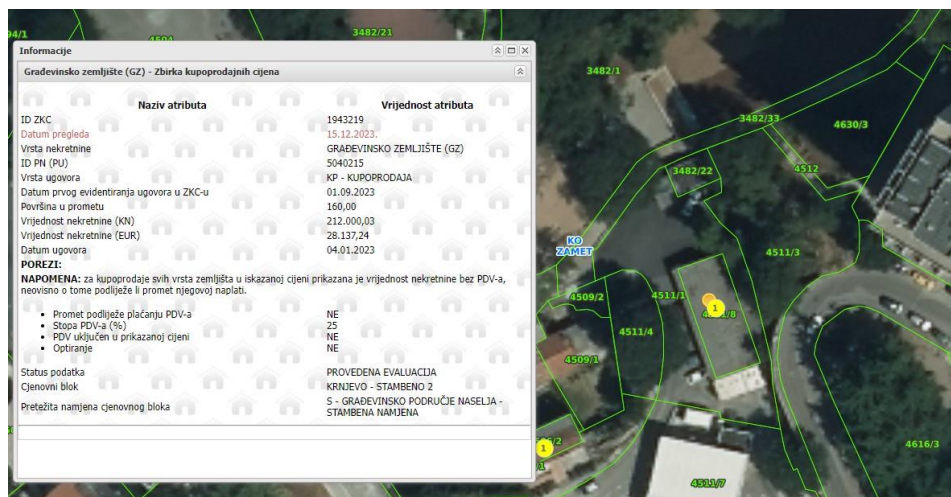 Informacije
Građevinsko zemljište (GZ) - Zbirka kupoprodajnih cijena
Naziv atributa Vrijednost atributa
ID ZKC 1943219
Datum pregleda 15.12.2023.
Vrsta nekretnine GRAĐEVINSKO ZEMLJIŠTE (GZ)
ID PN (PU) 5040215
Vrsta ugovora KP - KUPOPRODAJA
Datum prvog evidentiranja ugovora u ZKC-u 01.09.2023
Površina u prometu 160,00
Vrijednost nekretnine (KN) 212.000,03
Vrijednost nekretnine (EUR) 28.137,24
Datum ugovora 04.01.2023
POREZI:
NAPOMENA: za kupoprodaje svih vrsta zemljišta u iskazanoj cijeni prikazana je vrijednost nekretnine bez PDV-a,
neovisno o tome podliježe li promet njegovoj naplati.
• Promet podliježe plaćanju PDV-a NE
• Stopa PDV-a (%) 25
• PDV uključen u prikazanoj cijeni NE
• Optiranje NE
Status podatka PROVEDENA EVALUACIJA
Cjenovni blok KRNJEVO - STAMBENO 2
Pretežita namjena cjenovnog bloka S - GRAĐEVINSKO PODRUČJE NASELJA -
STAMBENA NAMJENA
94/1
4504
3482/21
3482/1
3482/33
4630/3
3482/22
4512
KO
ZAMET
4511/3
4509/2
4511/1
1
4511/4
4509/1
1
4616/3
4511/7